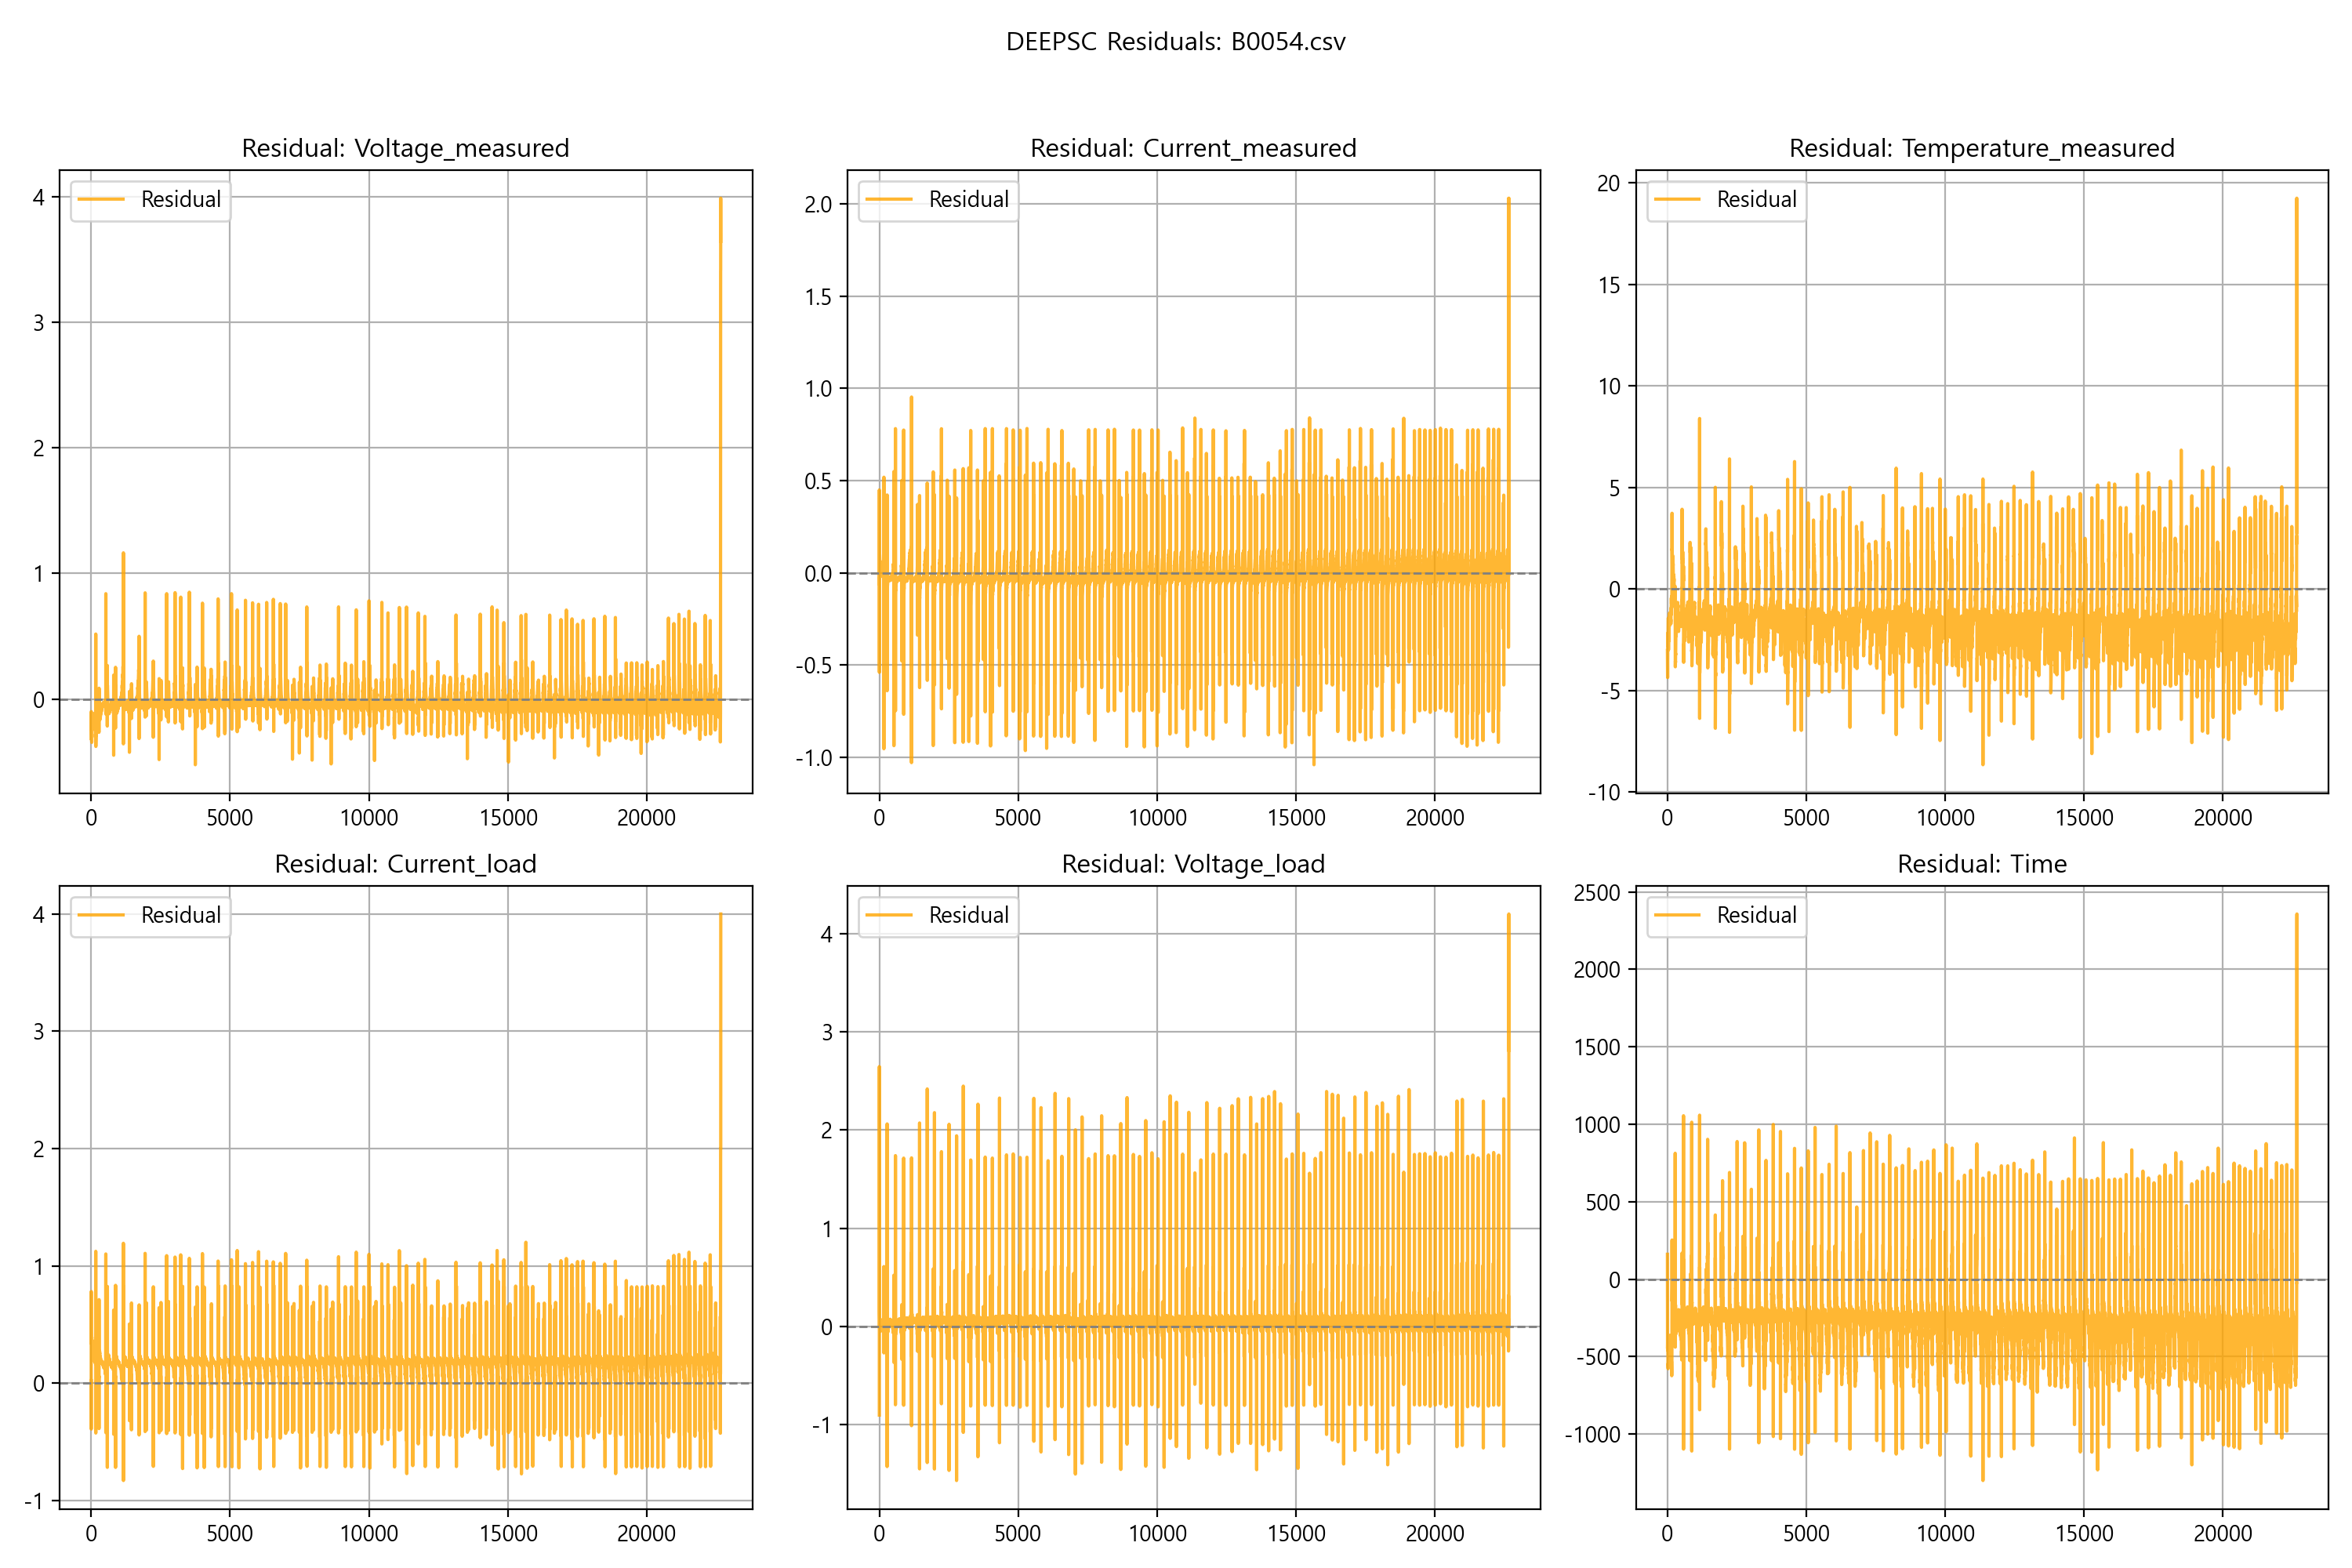 DEEPSC Residuals: B0054.csv
Residual: Voltage_measured
Residual
4
3
2
1
0
0 5000 10000 15000 20000
Residual: Current_measured
Residual
2.0
1.5
1.0
0.5
0.0
-0.5
-1.0
0 5000 10000 15000 20000
Residual: Temperature_measured
Residual
20
15
10
5
0
-5
-10
0 5000 10000 15000 20000
Residual: Current_load
Residual
4
3
2
1
0
-1
0 5000 10000 15000 20000
Residual: Voltage_load
Residual
4
3
2
1
0
-1
0 5000 10000 15000 20000
Residual: Time
Residual
2500
2000
1500
1000
500
0
-500
-1000
0 5000 10000 15000 20000